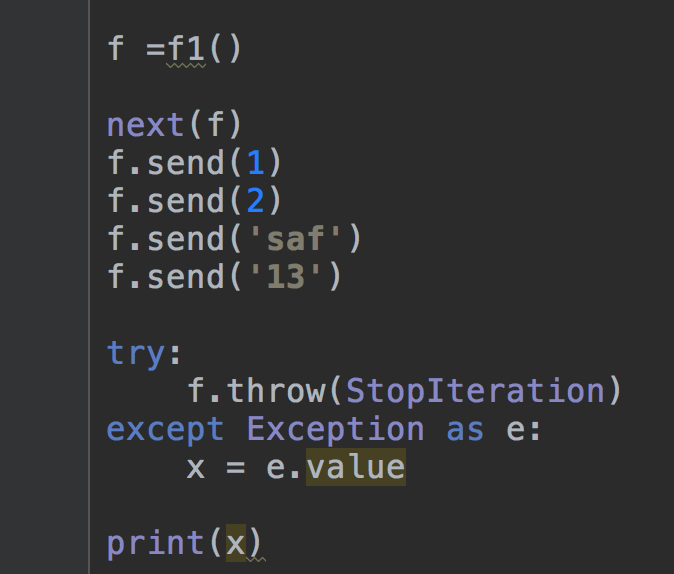 f =f1()
next(f)
f.send(1)
f.send(2)
f.send('saf')
f.send('13')
try:
    f.throw(StopIteration)
except Exception as e:
    x = e.value
print(x)